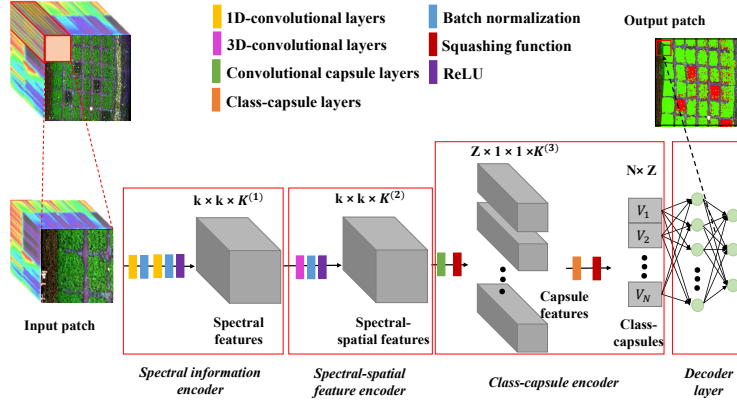 1D-convolutional layers
3D-convolutional layers
Convolutional capsule layers
Class-capsule layers
Batch normalization
Squashing function
ReLU
Output patch
Input patch
k × k × K⁽¹⁾
Spectral
features
Spectral information
encoder
k × k × K⁽²⁾
Spectral-
spatial features
Spectral-spatial
feature encoder
Z × 1 × 1 × K⁽³⁾
Capsule
features
Class-capsule encoder
N× Z
V₁
V₂
V_N
Class-
capsules
Decoder
layer